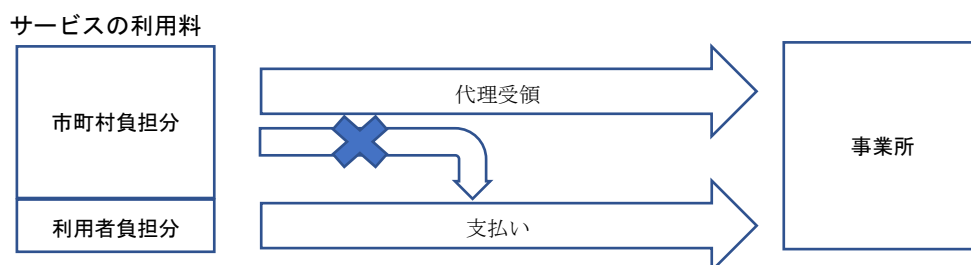 サービスの利用料
市町村負担分
代理受領
事業所
利用者負担分
支払い